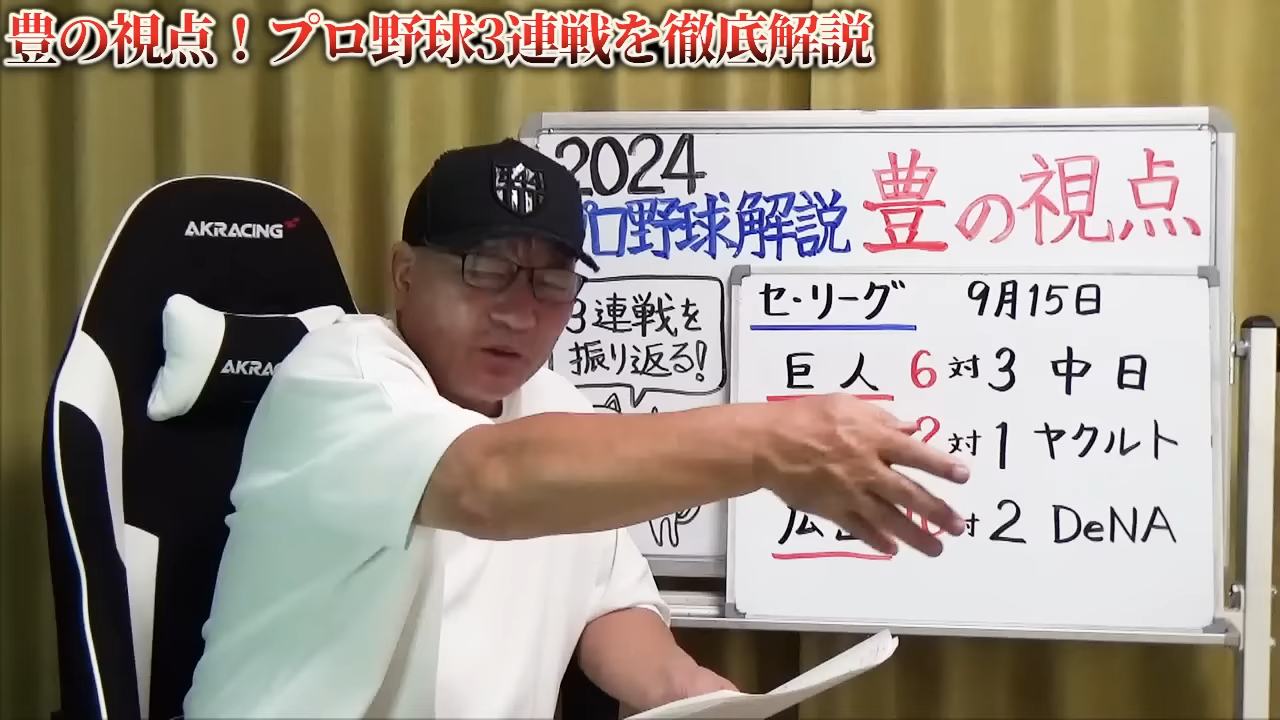 豊の視点！プロ野球3連戦を徹底解説
2024
プロ野球解説 豊の視点
3連戦を
振り返る!
セ・リーグ 9月15日
巨人 6対3 中日
2対1 ヤクルト
対2 DeNA
AKRACING
AKRA